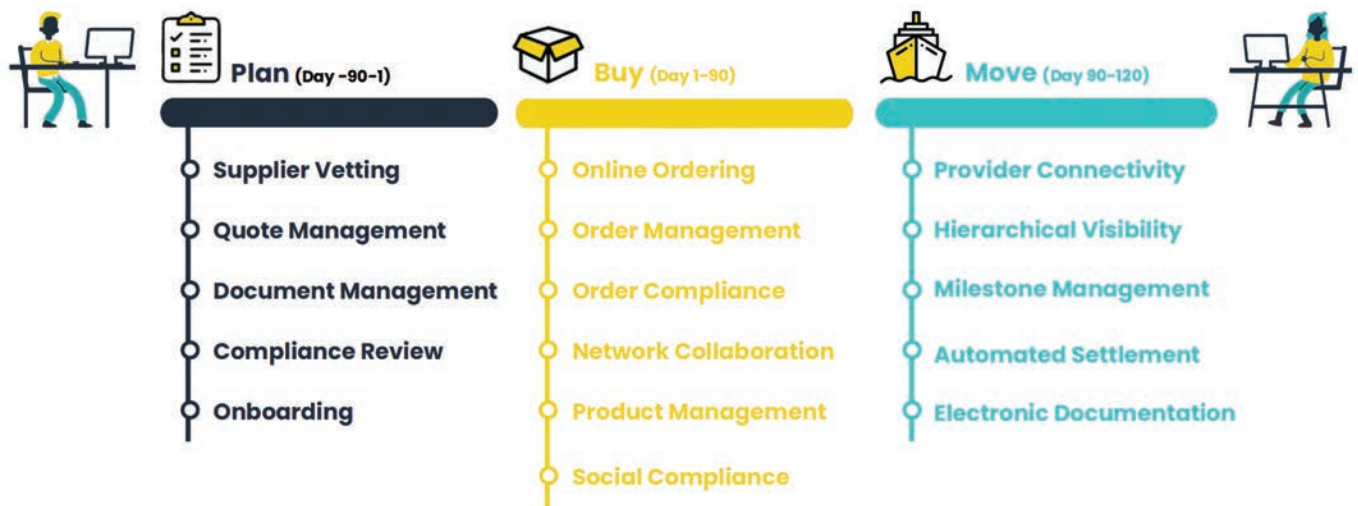 Plan (Day -90-1)
Supplier Vetting
Quote Management
Document Management
Compliance Review
Onboarding
Buy (Day 1-90)
Online Ordering
Order Management
Order Compliance
Network Collaboration
Product Management
Social Compliance
Move (Day 90-120)
Provider Connectivity
Hierarchical Visibility
Milestone Management
Automated Settlement
Electronic Documentation